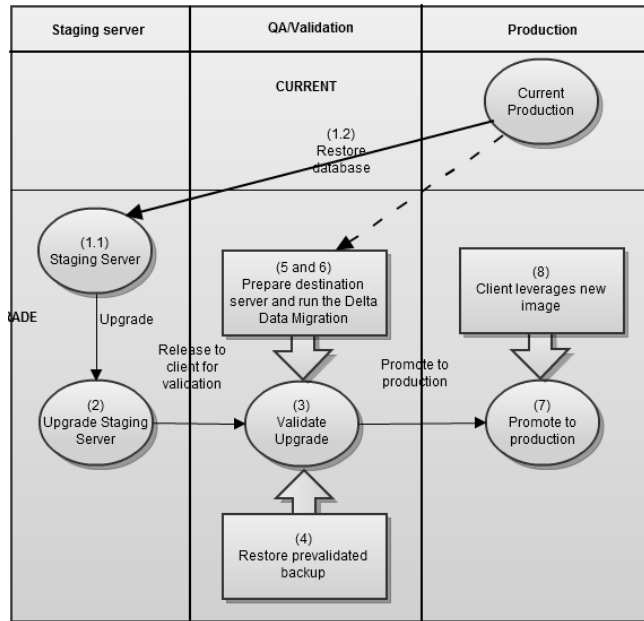 Staging server
QA/Validation
Production
CURRENT
Current
Production
(1.2)
Restore
database
(1.1)
Staging Server
(5 and 6)
Prepare destination
server and run the Delta
Data Migration
(8)
Client leverages new
image
RADE
Upgrade
Release to
client for
validation
Promote to
production
(2)
Upgrade Staging
Server
(3)
Validate
Upgrade
(7)
Promote to
production
(4)
Restore prevalidated
backup